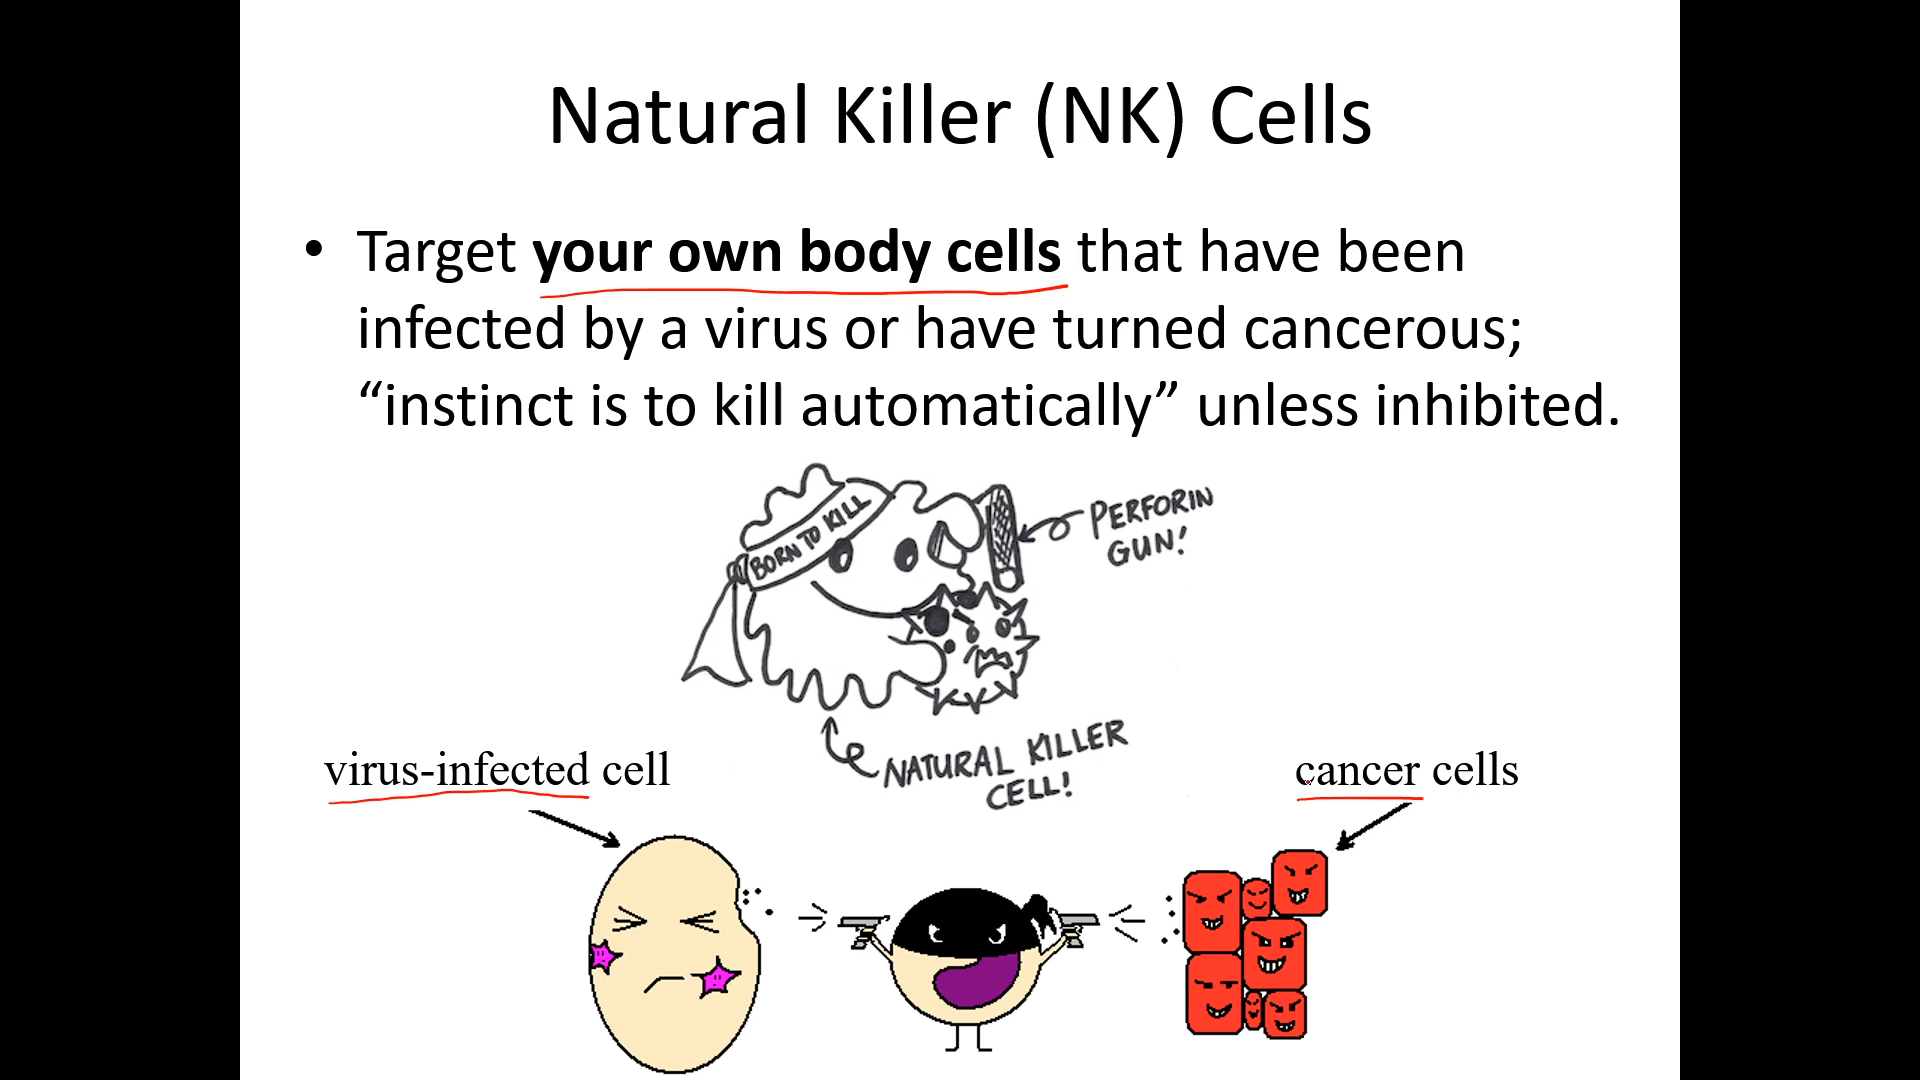 Natural Killer (NK) Cells
• Target your own body cells that have been
infected by a virus or have turned cancerous;
“instinct is to kill automatically” unless inhibited.
BORN TO KILL
PERFORIN
GUN!
NATURAL KILLER
CELL!
virus-infected cell
cancer cells